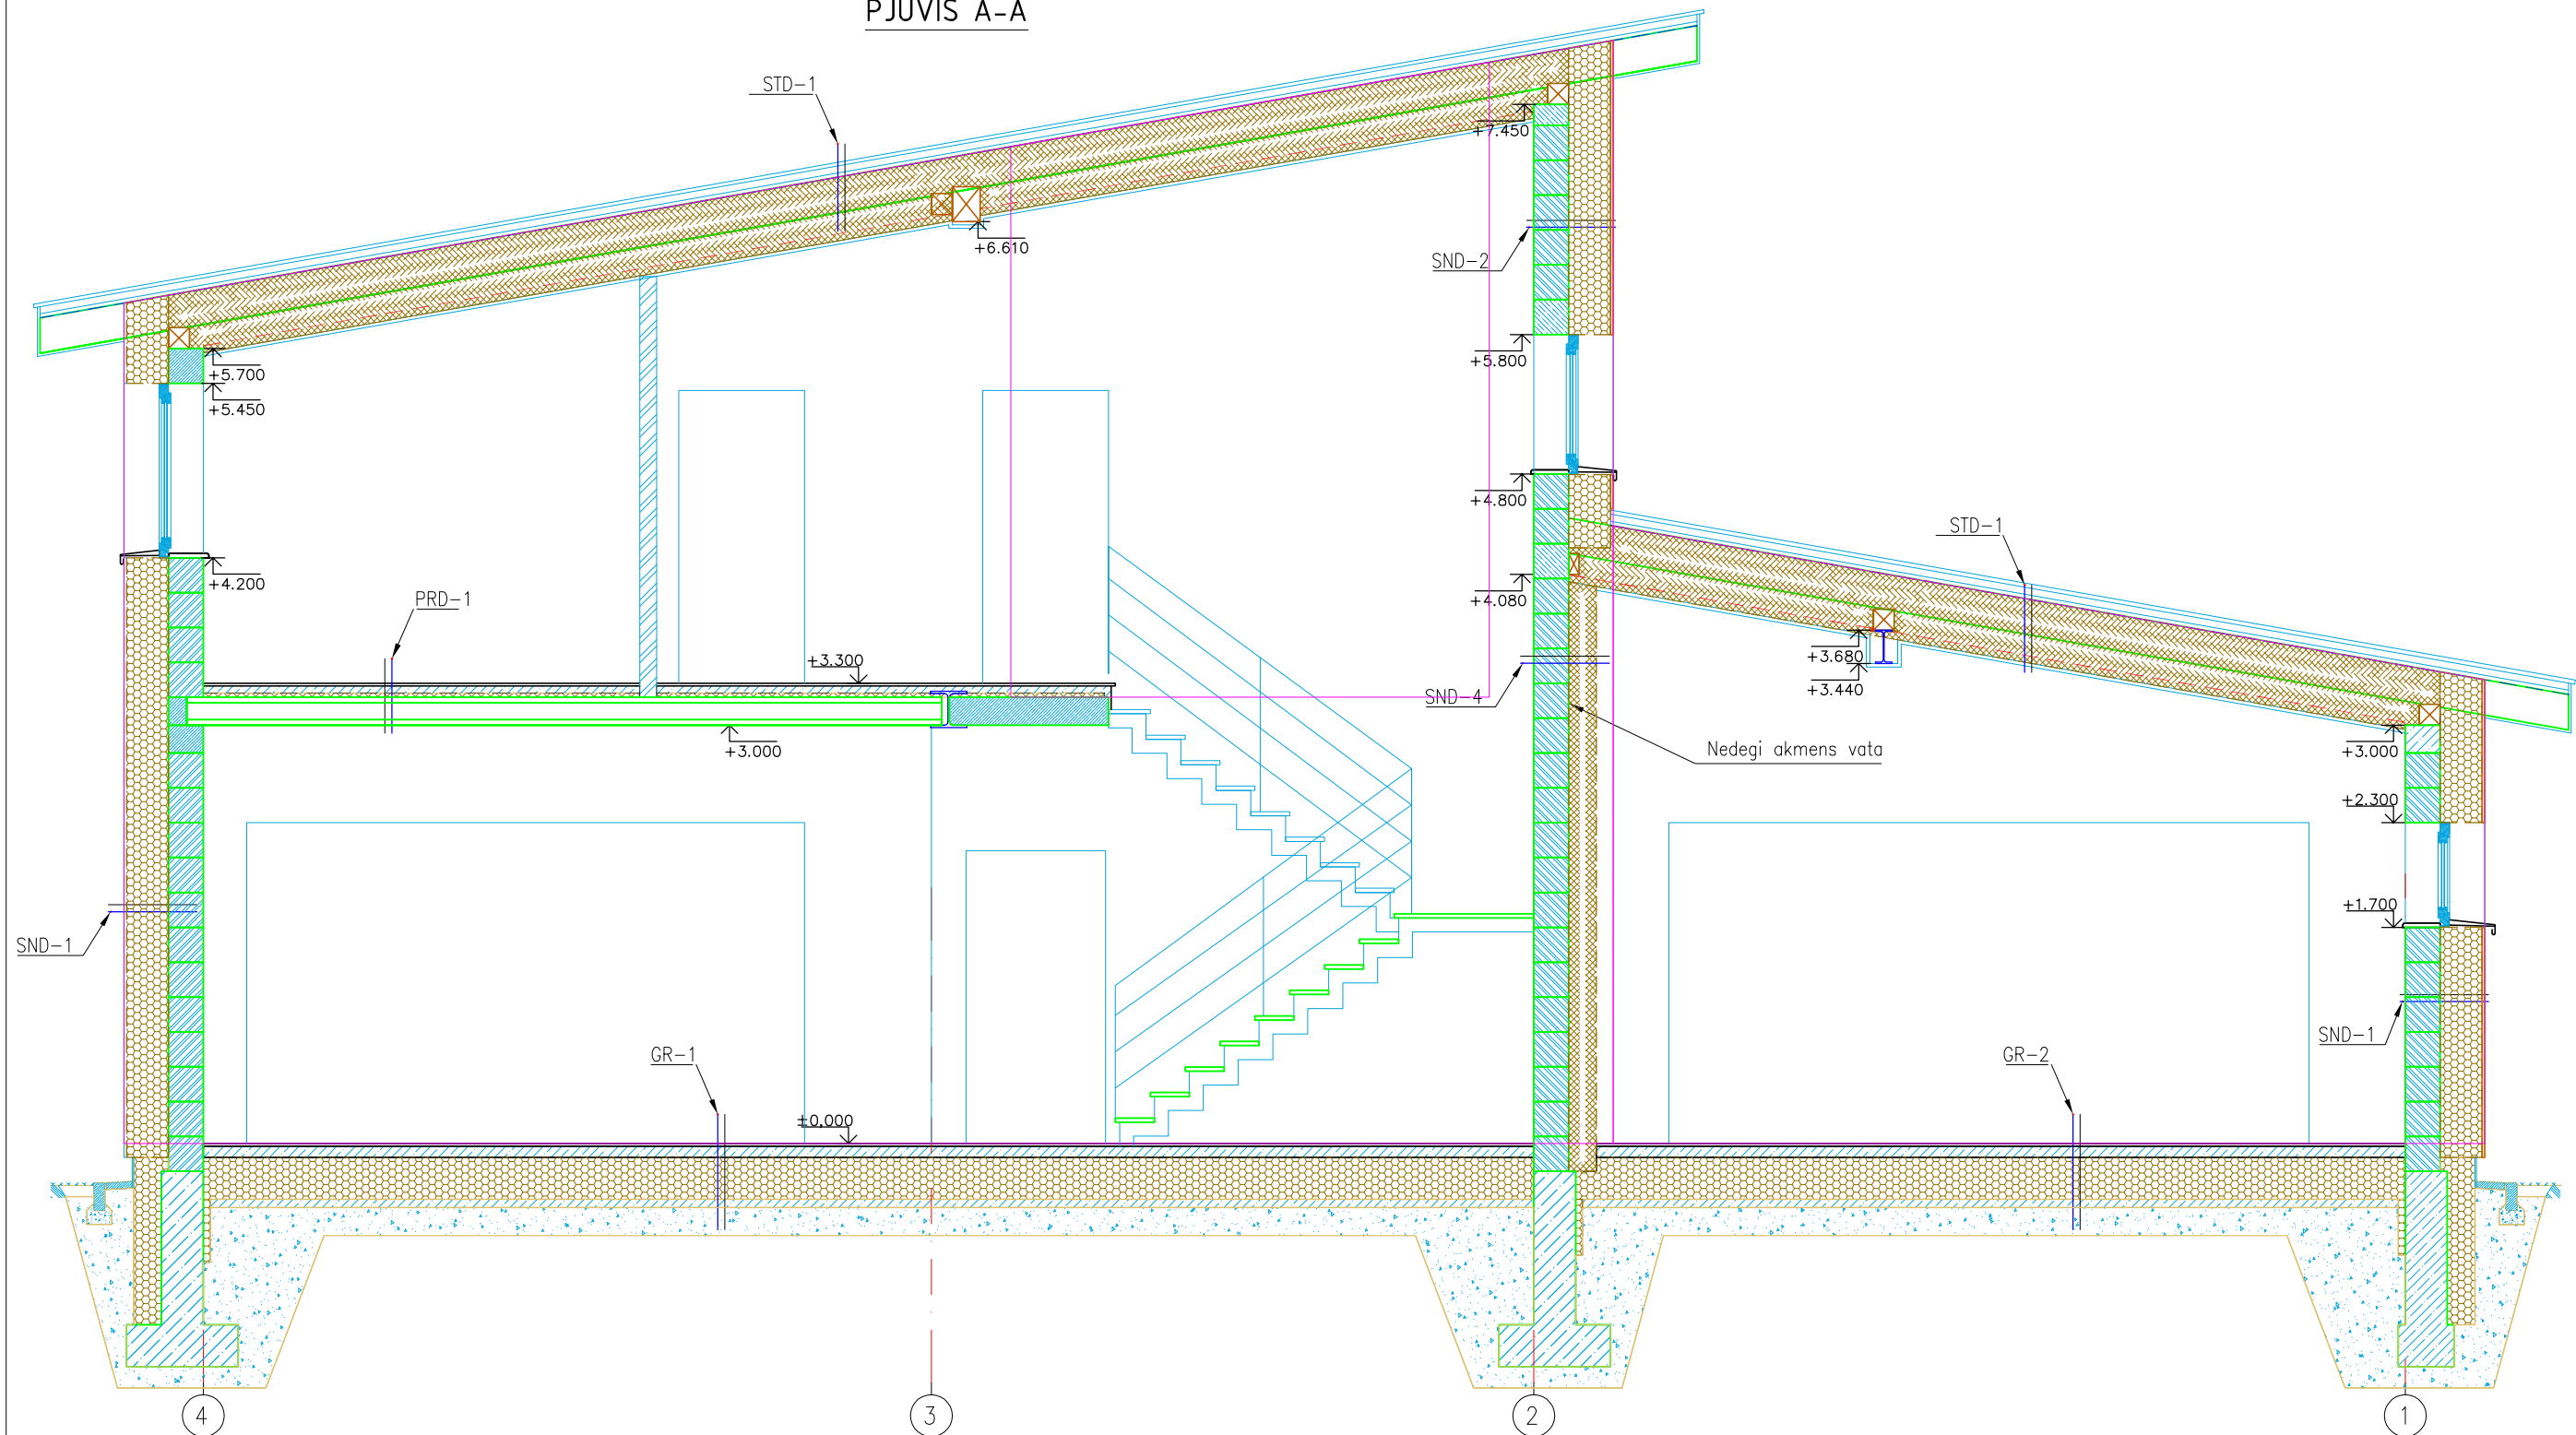 PJŪVIS A-A
STD-1
+7.450
+6.610
SND-2
+5.700
+5.450
+5.800
+4.800
STD-1
+4.200
+4.080
PRD-1
+3.300
+3.680
+3.440
SND-4
+3.000
Nedegi akmens vata
+3.000
+2.300
±1.700
SND-1
SND-1
GR-1
GR-2
±0.000
4
3
2
1